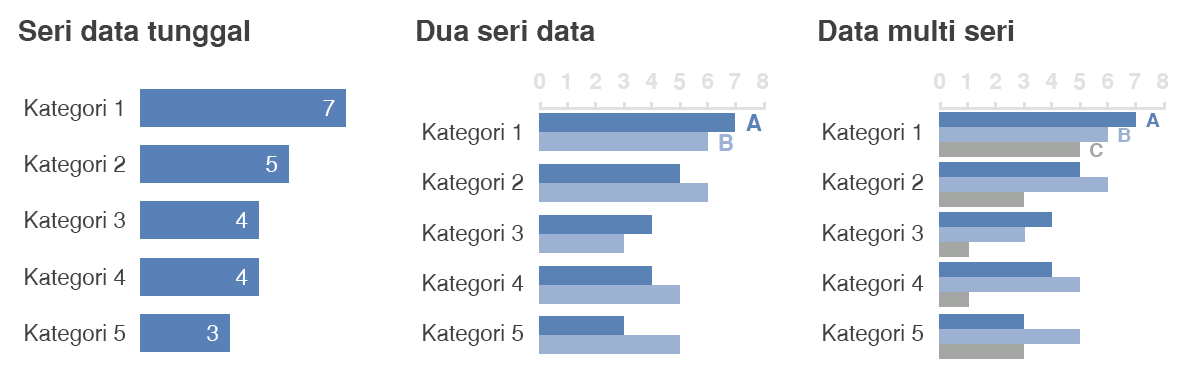 Seri data tunggal
Kategori 1 7
Kategori 2 5
Kategori 3 4
Kategori 4 4
Kategori 5 3
Dua seri data
0 1 2 3 4 5 6 7 8
Kategori 1 A
B
Kategori 2
Kategori 3
Kategori 4
Kategori 5
Data multi seri
0 1 2 3 4 5 6 7 8
Kategori 1 A
B
C
Kategori 2
Kategori 3
Kategori 4
Kategori 5